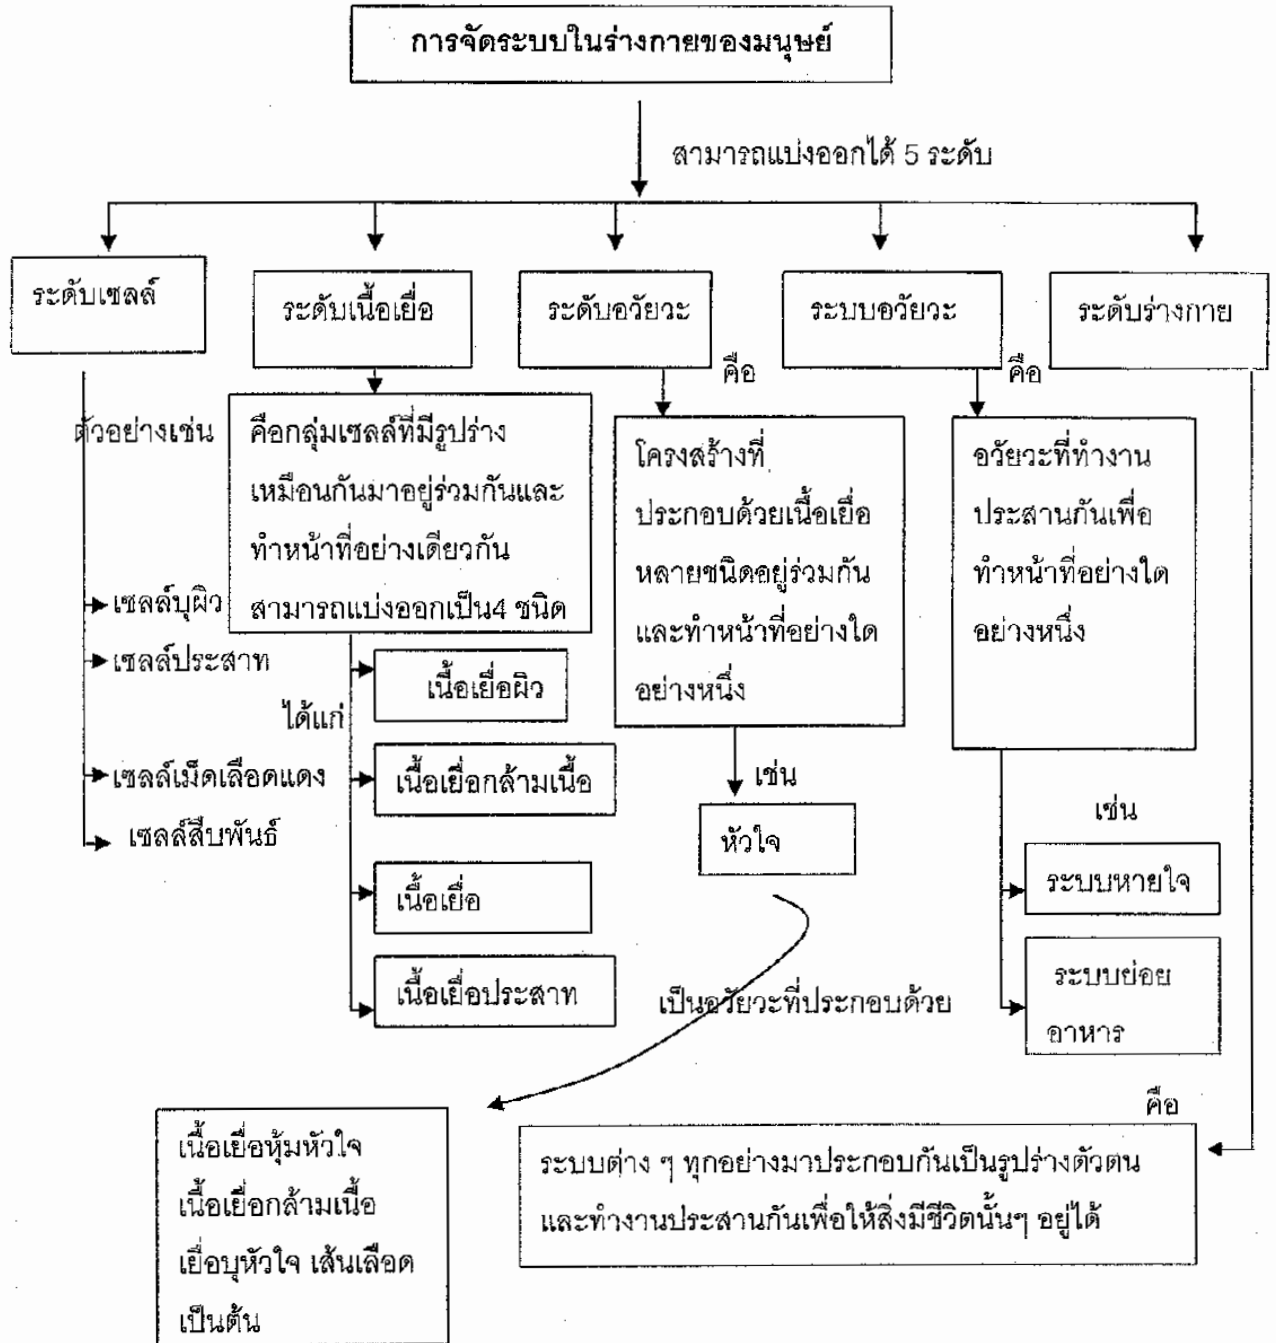 การจัดระบบในร่างกายของมนุษย์
สามารถแบ่งออกได้ 5 ระดับ
ระดับเซลล์
ระดับเนื้อเยื่อ
ระดับอวัยวะ
ระบบอวัยวะ
ระดับร่างกาย
ตัวอย่างเช่น
เซลล์บุผิว
เซลล์ประสาท
เซลล์เม็ดเลือดแดง
เซลล์สืบพันธ์
คือกลุ่มเซลล์ที่มีรูปร่าง
เหมือนกันมาอยู่ร่วมกันและ
ทำหน้าที่อย่างเดียวกัน
สามารถแบ่งออกเป็น4 ชนิด
ได้แก่
เนื้อเยื่อผิว
เนื้อเยื่อกล้ามเนื้อ
เนื้อเยื่อ
เนื้อเยื่อประสาท
คือ
โครงสร้างที่
ประกอบด้วยเนื้อเยื่อ
หลายชนิดอยู่ร่วมกัน
และทำหน้าที่อย่างใด
อย่างหนึ่ง
เช่น
หัวใจ
เป็นอวัยวะที่ประกอบด้วย
เนื้อเยื่อหุ้มหัวใจ
เนื้อเยื่อกล้ามเนื้อ
เยื่อบุหัวใจ เส้นเลือด
เป็นต้น
คือ
อวัยวะที่ทำงาน
ประสานกันเพื่อ
ทำหน้าที่อย่างใด
อย่างหนึ่ง
เช่น
ระบบหายใจ
ระบบย่อย
อาหาร
คือ
ระบบต่าง ๆ ทุกอย่างมาประกอบกันเป็นรูปร่างตัวตน
และทำงานประสานกันเพื่อให้สิ่งมีชีวิตนั้นๆ อยู่ได้